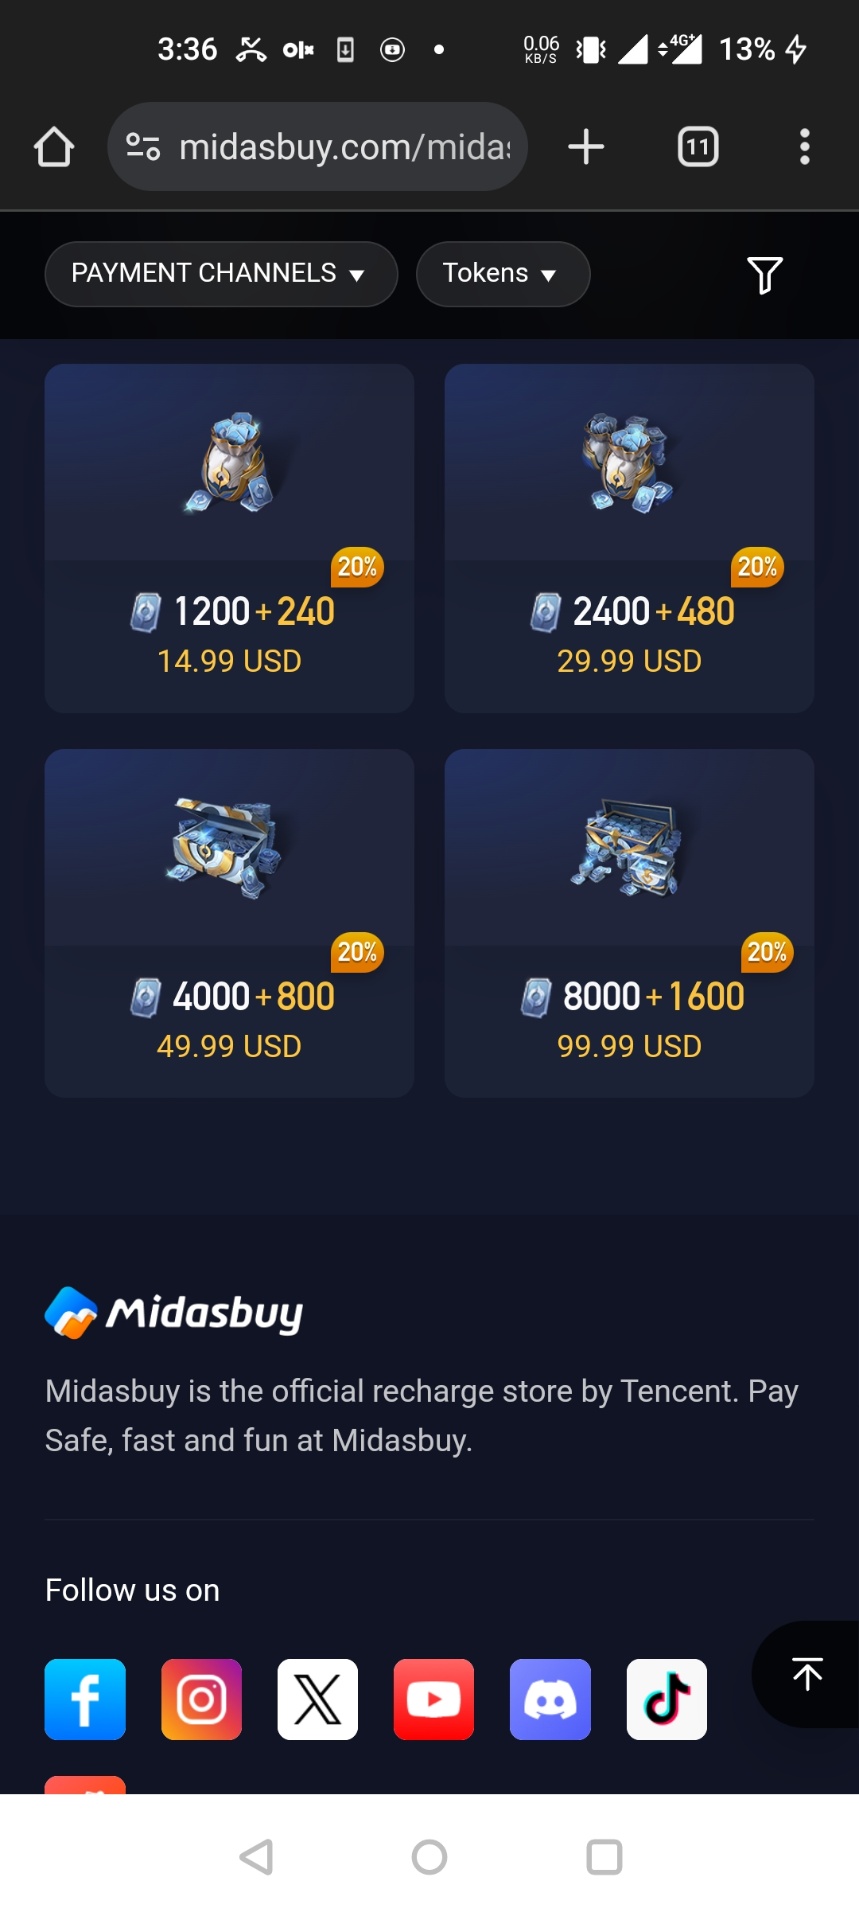 3:36 olx 0.06 KB/S 4G+ 13%
midasbuy.com/midas 11
PAYMENT CHANNELS ▼ Tokens ▼
20% 20%
1200+240 2400+480
14.99 USD 29.99 USD
20% 20%
4000+800 8000+1600
49.99 USD 99.99 USD
Midasbuy
Midasbuy is the official recharge store by Tencent. Pay
Safe, fast and fun at Midasbuy.
Follow us on